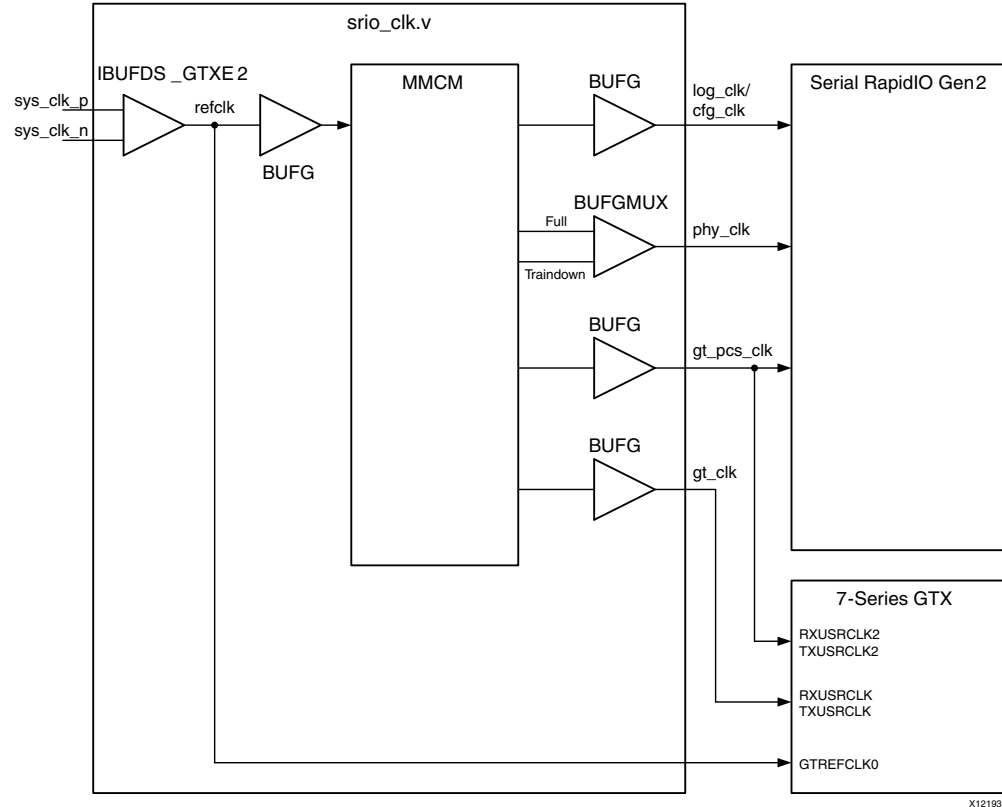 srio_clk.v
IBUFDS _GTXE 2
sys_clk_p
sys_clk_n
refclk
BUFG
MMCM
BUFG
log_clk/
cfg_clk
Serial RapidIO Gen2
BUFGMUX
Full
Traindown
phy_clk
BUFG
gt_pcs_clk
BUFG
gt_clk
7-Series GTX
RXUSRCLK2
TXUSRCLK2
RXUSRCLK
TXUSRCLK
GTREFCLK0
X12193